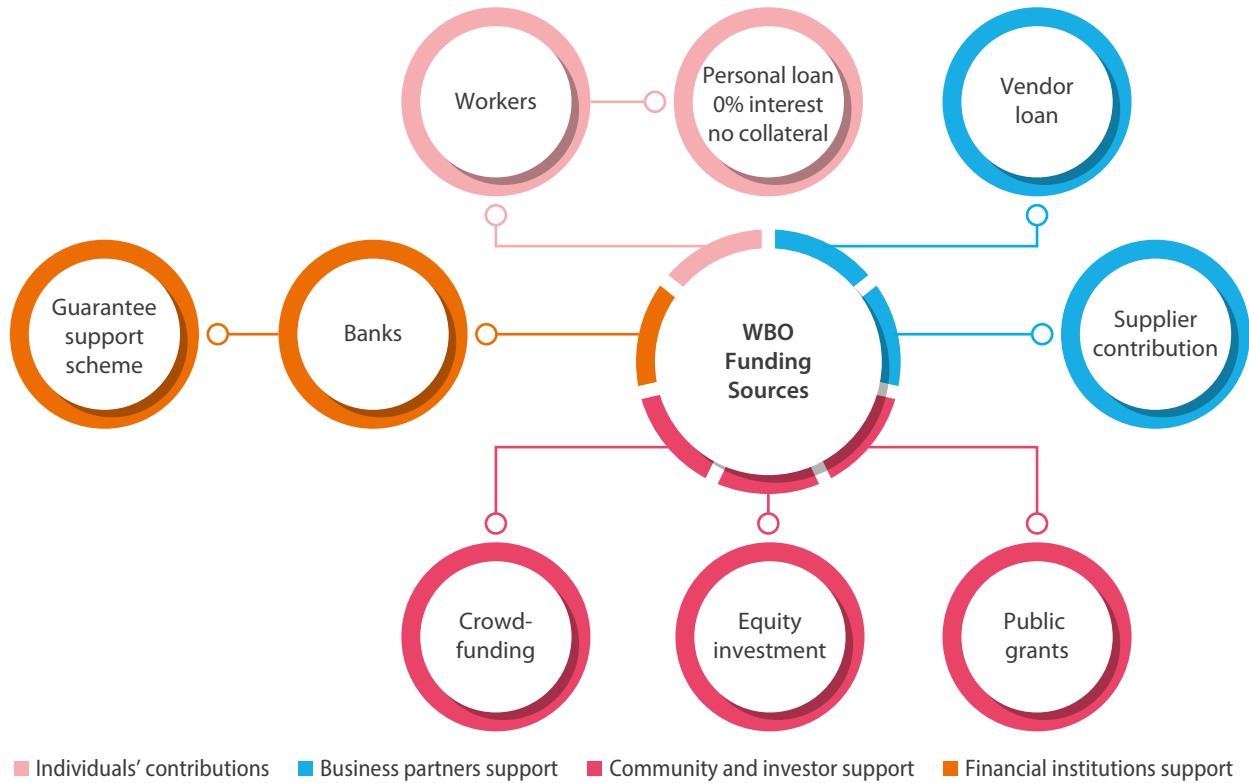 Workers
Personal loan
0% interest
no collateral
Vendor
loan
Guarantee
support
scheme
Banks
WBO
Funding
Sources
Supplier
contribution
Crowd-
funding
Equity
investment
Public
grants
Individuals’ contributions
Business partners support
Community and investor support
Financial institutions support